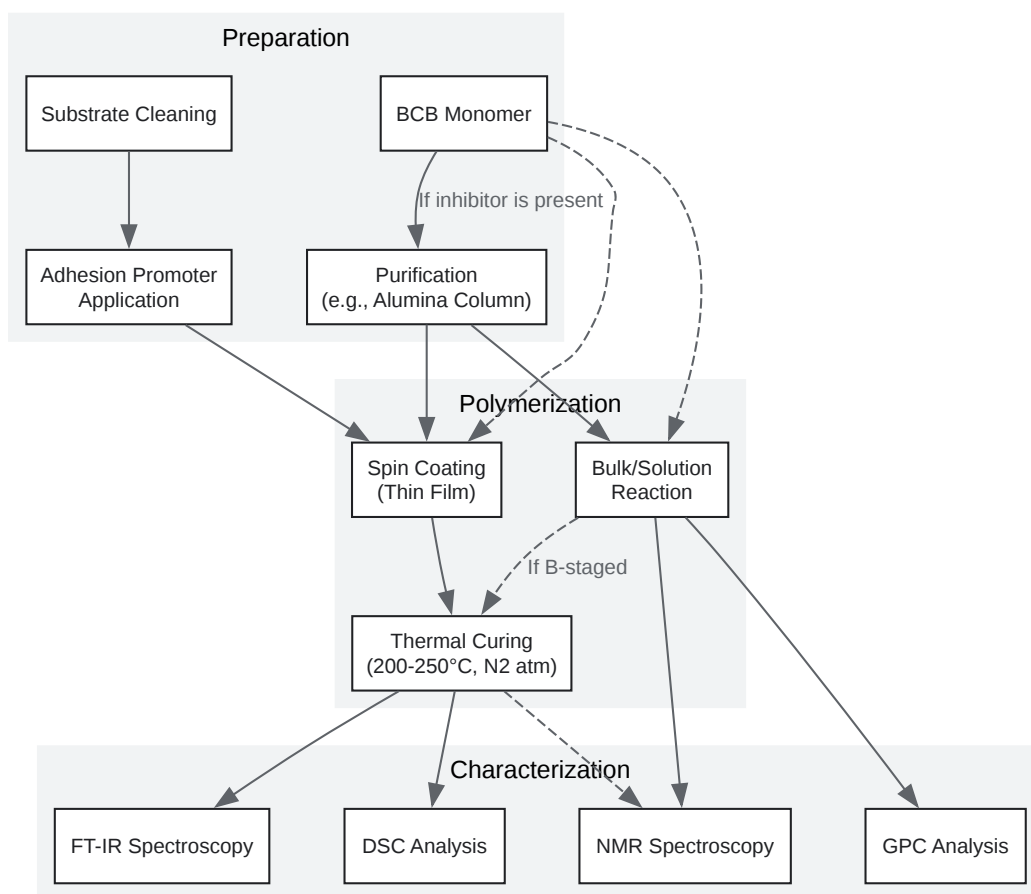 Preparation
Substrate Cleaning
BCB Monomer
If inhibitor is present
Adhesion Promoter
Application
Purification
(e.g., Alumina Column)
Polymerization
Spin Coating
(Thin Film)
Bulk/Solution
Reaction
If B-staged
Thermal Curing
(200-250°C, N2 atm)
Characterization
FT-IR Spectroscopy
DSC Analysis
NMR Spectroscopy
GPC Analysis